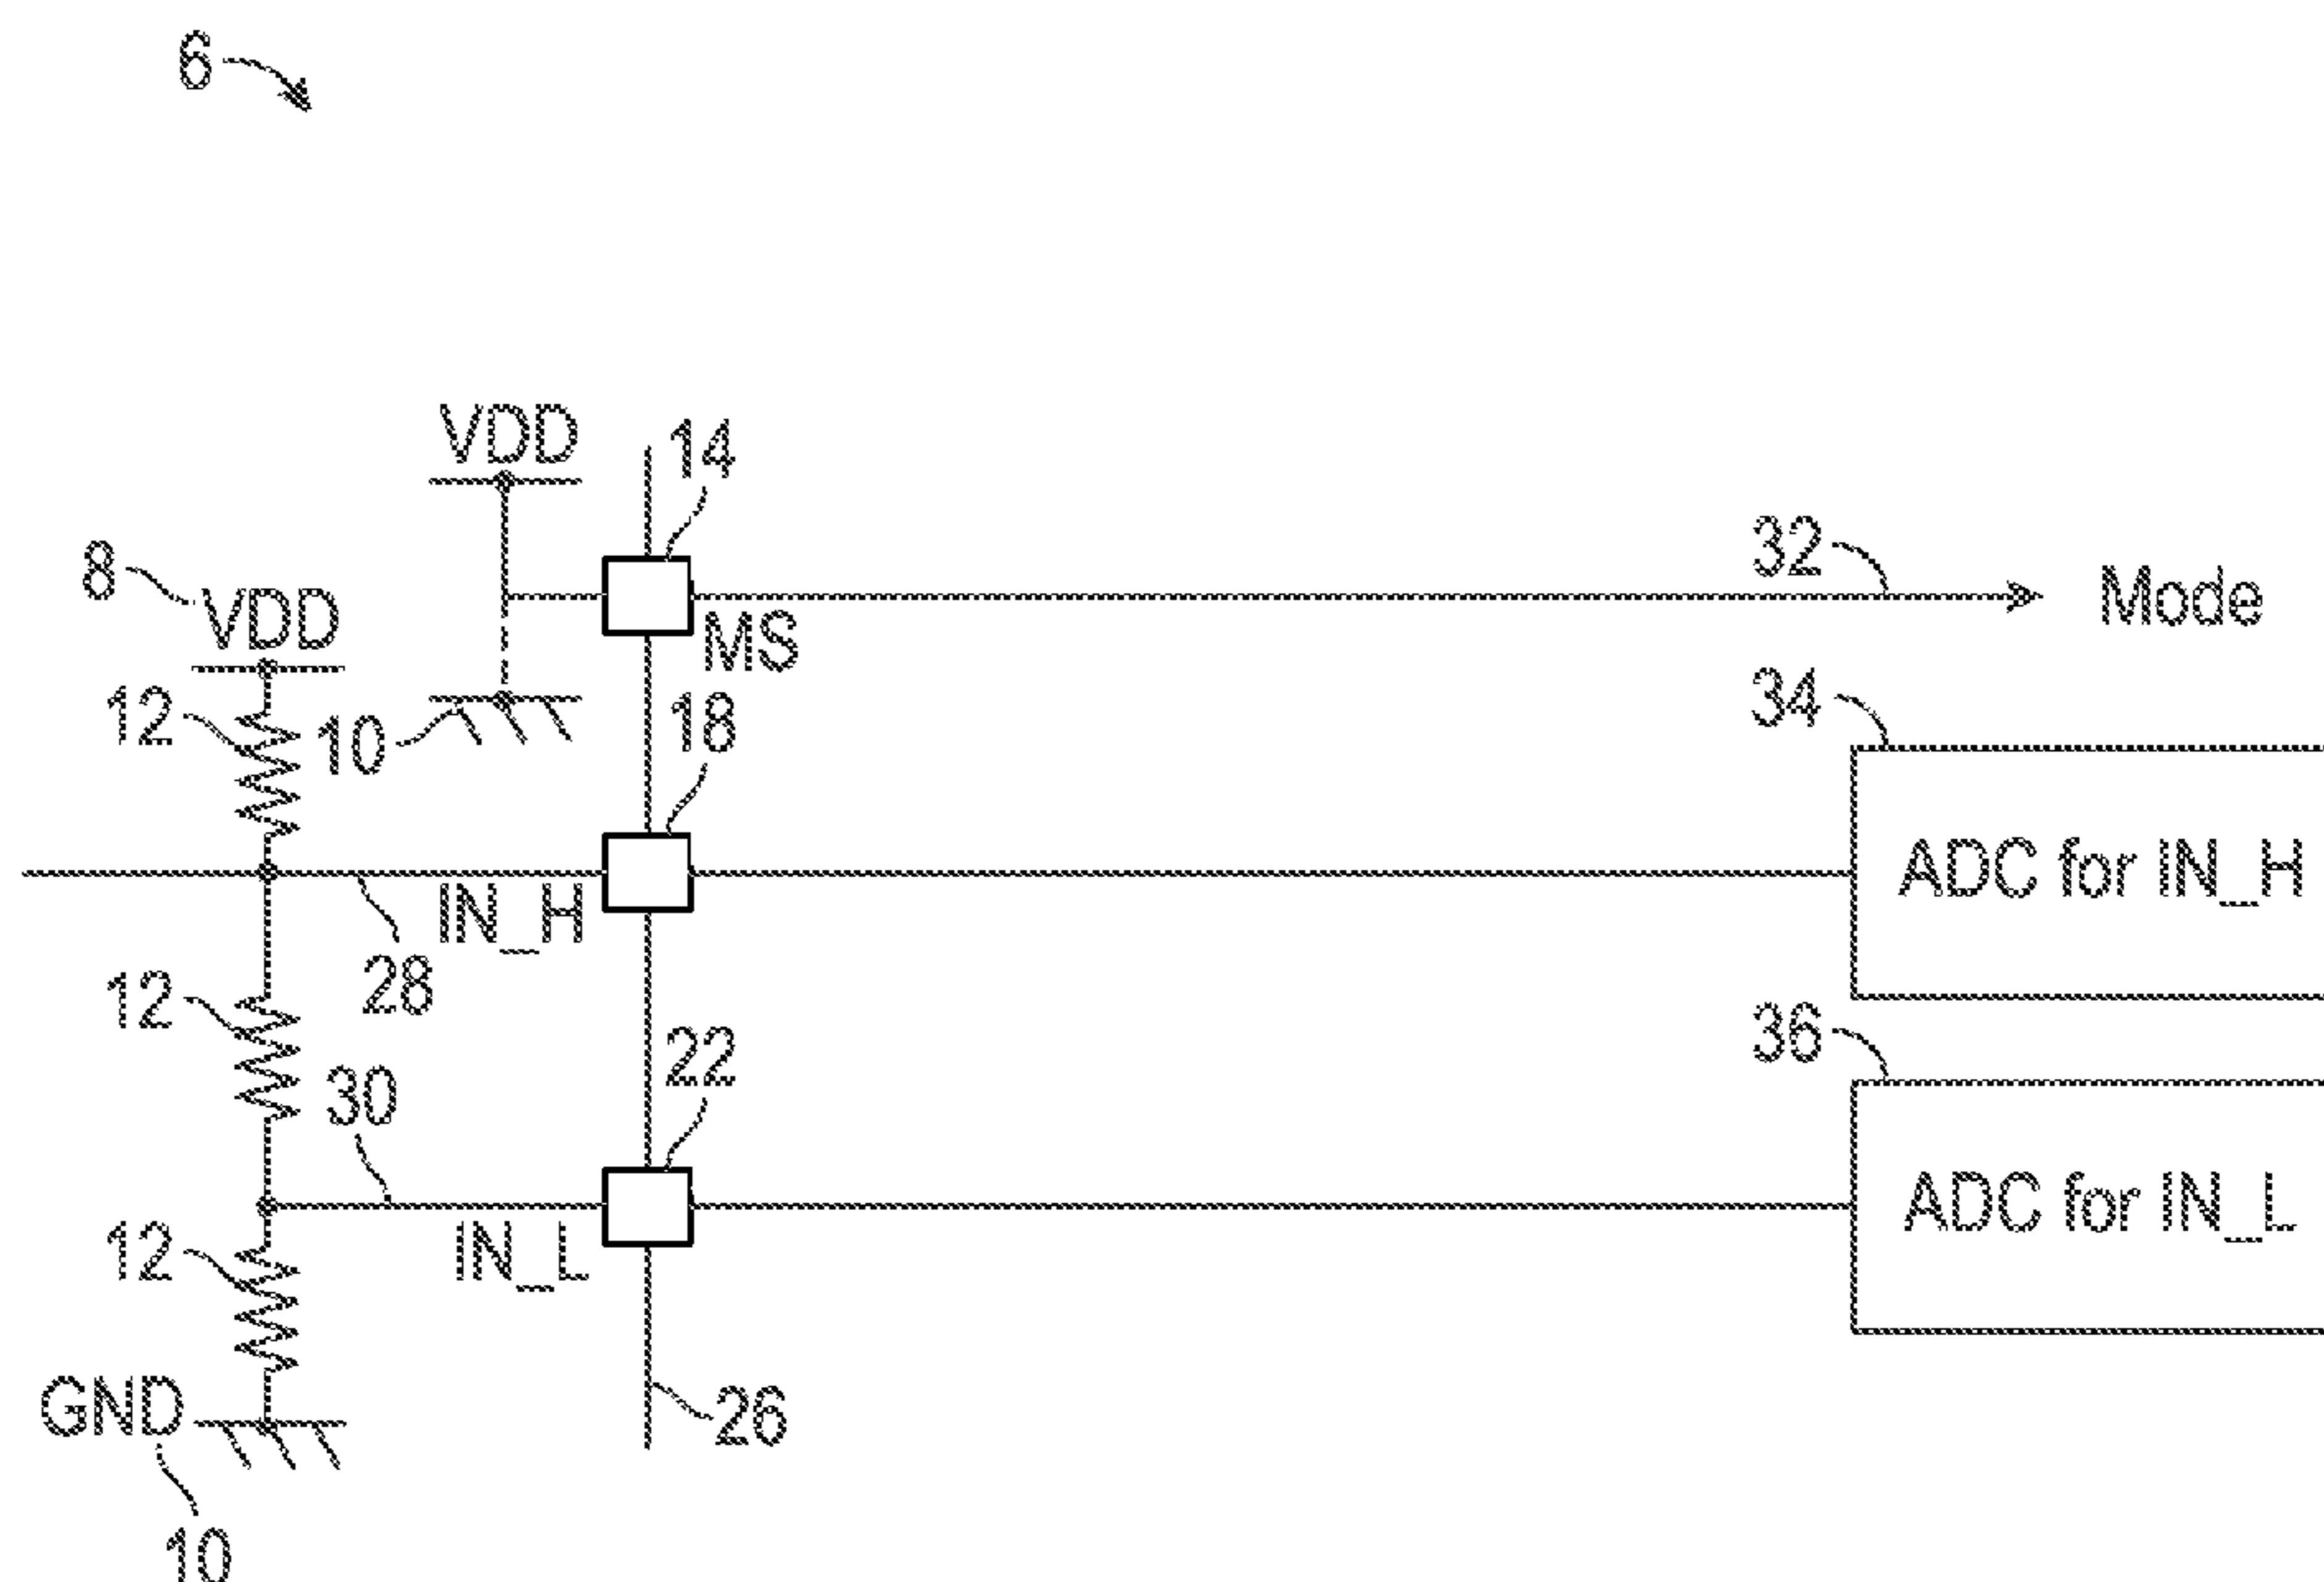 6
VDD
14
8
VDD
32
Mode
MS
12
10
18
34
ADC for IN_H
IN_H
28
12
22
36
30
ADC for IN_L
IN_L
12
GND
26
10